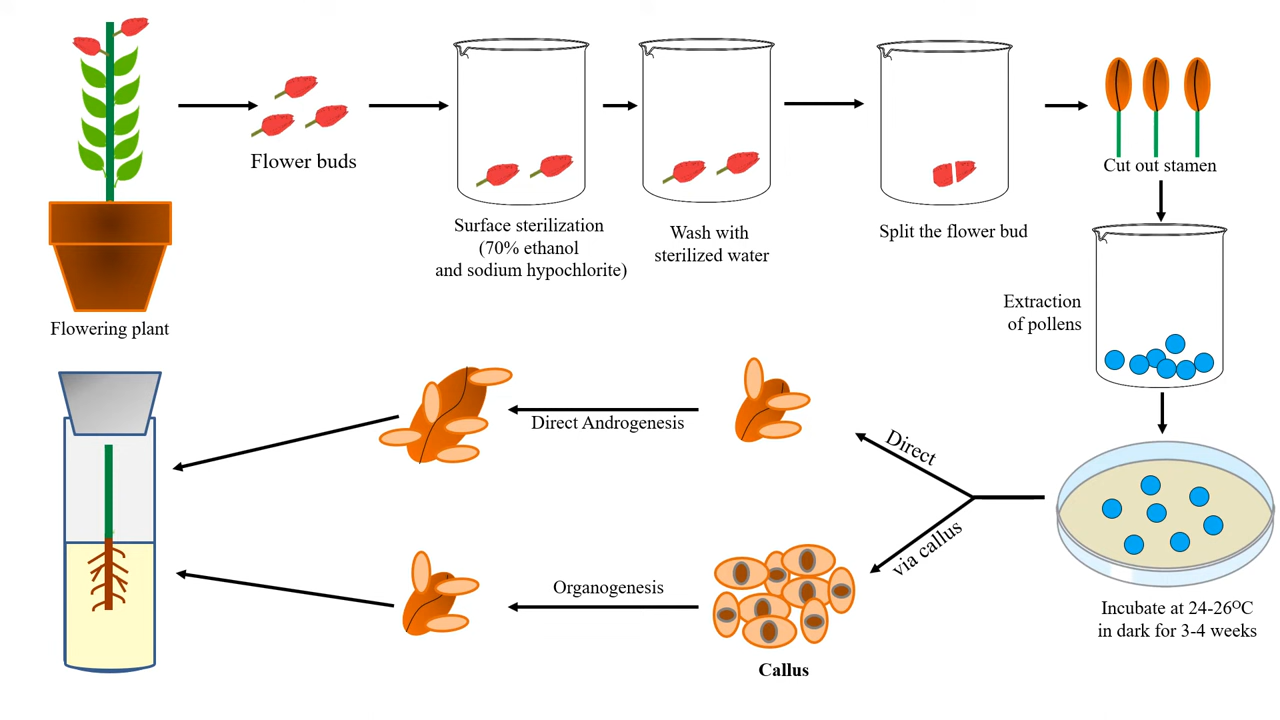 Flower buds
Flowering plant
Surface sterilization
(70% ethanol
and sodium hypochlorite)
Wash with
sterilized water
Split the flower bud
Cut out stamen
Extraction
of pollens
Incubate at 24-26ᴼC
in dark for 3-4 weeks
Direct
via callus
Direct Androgenesis
Callus
Organogenesis